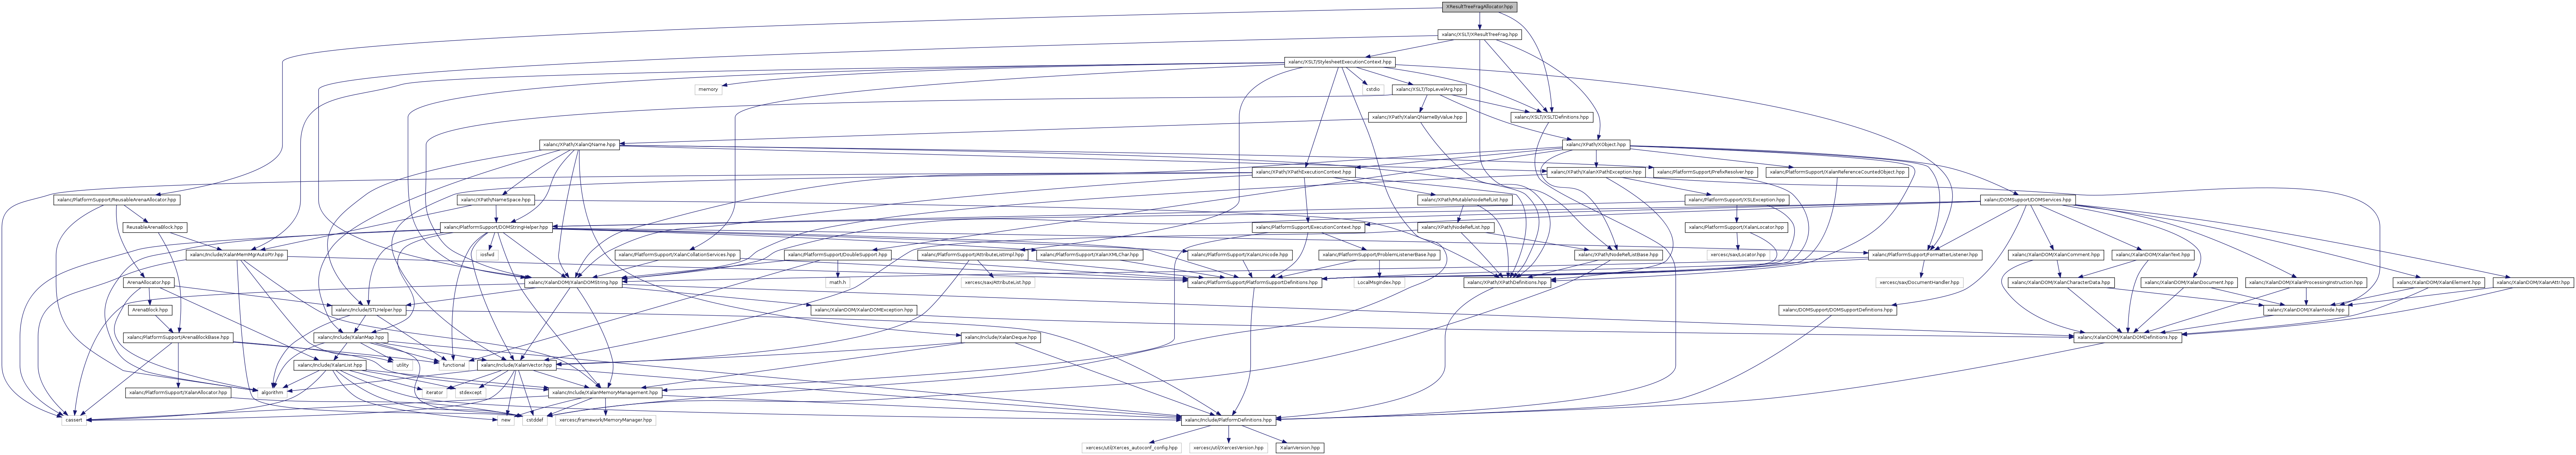 XResultTreeFragAllocator.hpp
xalanc/XSLT/XResultTreeFrag.hpp
xalanc/XSLT/StylesheetExecutionContext.hpp
memory
cstdio
xalanc/XSLT/TopLevelArg.hpp
xalanc/XPath/XalanQNameByValue.hpp
xalanc/XSLT/XSLTDefinitions.hpp
xalanc/XPath/XalanQName.hpp
xalanc/XPath/XObject.hpp
xalanc/XPath/XPathExecutionContext.hpp
xalanc/XPath/XalanXPathException.hpp
xalanc/PlatformSupport/PrefixResolver.hpp
xalanc/PlatformSupport/XalanReferenceCountedObject.hpp
xalanc/PlatformSupport/ReusableArenaAllocator.hpp
xalanc/XPath/NameSpace.hpp
xalanc/XPath/MutableNodeRefList.hpp
xalanc/PlatformSupport/XSLException.hpp
xalanc/DOMSupport/DOMServices.hpp
ReusableArenaBlock.hpp
xalanc/PlatformSupport/DOMStringHelper.hpp
xalanc/PlatformSupport/ExecutionContext.hpp
xalanc/XPath/NodeRefList.hpp
xalanc/PlatformSupport/XalanLocator.hpp
xalanc/Include/XalanMemMgrAutoPtr.hpp
iosfwd
xalanc/PlatformSupport/XalanCollationServices.hpp
xalanc/PlatformSupport/DoubleSupport.hpp
xalanc/PlatformSupport/AttributeListImpl.hpp
xalanc/PlatformSupport/XalanXMLChar.hpp
xalanc/PlatformSupport/XalanUnicode.hpp
xalanc/PlatformSupport/ProblemListenerBase.hpp
xalanc/XPath/NodeRefListBase.hpp
xercesc/sax/Locator.hpp
xalanc/PlatformSupport/FormatterListener.hpp
xalanc/XalanDOM/XalanComment.hpp
xalanc/XalanDOM/XalanText.hpp
ArenaAllocator.hpp
xalanc/XalanDOM/XalanDOMString.hpp
math.h
xercesc/sax/AttributeList.hpp
xalanc/PlatformSupport/PlatformSupportDefinitions.hpp
LocalMsgIndex.hpp
xalanc/XPath/XPathDefinitions.hpp
xercesc/sax/DocumentHandler.hpp
xalanc/XalanDOM/XalanCharacterData.hpp
xalanc/XalanDOM/XalanDocument.hpp
xalanc/XalanDOM/XalanProcessingInstruction.hpp
xalanc/XalanDOM/XalanElement.hpp
xalanc/XalanDOM/XalanAttr.hpp
ArenaBlock.hpp
xalanc/Include/STLHelper.hpp
xalanc/XalanDOM/XalanDOMException.hpp
xalanc/DOMSupport/DOMSupportDefinitions.hpp
xalanc/XalanDOM/XalanNode.hpp
xalanc/PlatformSupport/ArenaBlockBase.hpp
xalanc/Include/XalanMap.hpp
xalanc/Include/XalanDeque.hpp
xalanc/XalanDOM/XalanDOMDefinitions.hpp
xalanc/Include/XalanList.hpp
utility
functional
xalanc/Include/XalanVector.hpp
xalanc/PlatformSupport/XalanAllocator.hpp
algorithm
iterator
stdexcept
xalanc/Include/XalanMemoryManagement.hpp
cassert
new
cstddef
xercesc/framework/MemoryManager.hpp
xalanc/Include/PlatformDefinitions.hpp
xercesc/util/Xerces_autoconf_config.hpp
xercesc/util/XercesVersion.hpp
XalanVersion.hpp